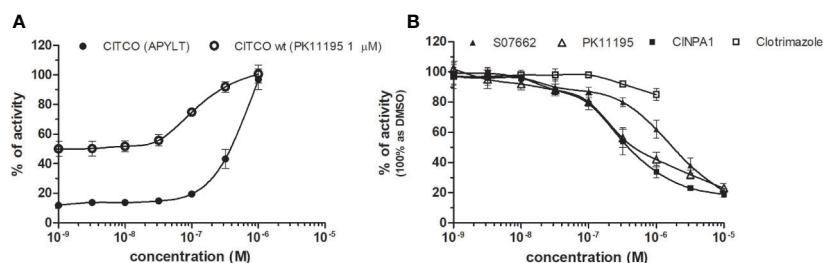 A
CITCO (APYLT)
CITCO wt (PK11195 1 µM)
% of activity
120
100
80
60
40
20
0
10⁻⁹
10⁻⁸
10⁻⁷
10⁻⁶
10⁻⁵
concentration (M)
B
S07662
PK11195
CINPA1
Clotrimazole
% of activity
(100% as DMSO)
120
100
80
60
40
20
0
10⁻⁹
10⁻⁸
10⁻⁷
10⁻⁶
10⁻⁵
concentration (M)